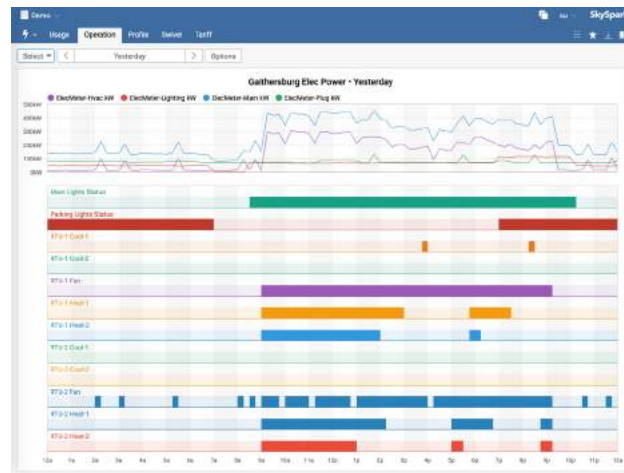 Demo
SkySpark
Usage Operation Profile Swivel Tariff
Select Yesterday Options
Gaithersburg Elec Power • Yesterday
ElecMeter-Hvac kW ElecMeter-Lighting kW ElecMeter-Main kW ElecMeter-Plug kW
500kW
400kW
300kW
200kW
100kW
0kW
Main Lights Status
Parking Lights Status
RTU-1 Cool-1
RTU-1 Cool-2
RTU-1 Fan
RTU-1 Heat-1
RTU-1 Heat-2
RTU-2 Cool-1
RTU-2 Cool-2
RTU-2 Fan
RTU-2 Heat-1
RTU-2 Heat-2
12a 1a 2a 3a 4a 5a 6a 7a 8a 9a 10a 11a 12p 1p 2p 3p 4p 5p 6p 7p 8p 9p 10p 11p 12a